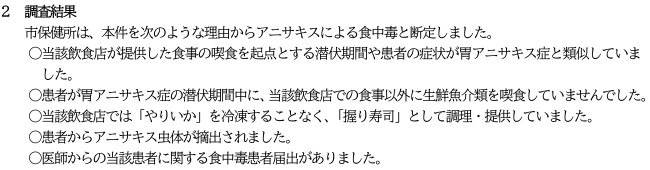 ２　調査結果
市保健所は、本件を次のような理由からアニサキスによる食中毒と断定しました。
○当該飲食店が提供した食事の喫食を起点とする潜伏期間や患者の症状が胃アニサキス症と類似していま
した。
○患者が胃アニサキス症の潜伏期間中に、当該飲食店での食事以外に生鮮魚介類を喫食していませんでした。
○当該飲食店では「やりいか」を冷凍することなく、「握り寿司」として調理・提供していました。
○患者からアニサキス虫体が摘出されました。
○医師からの当該患者に関する食中毒患者届出がありました。